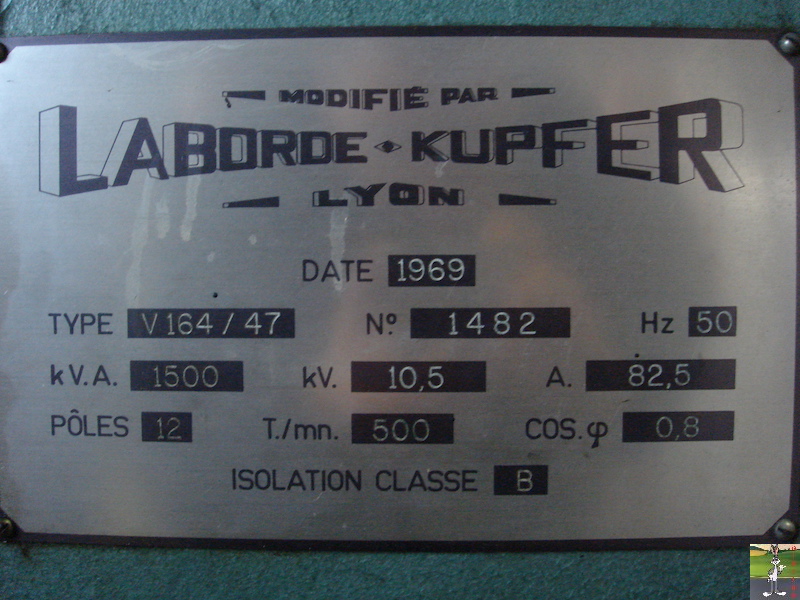 MODIFIÉ PAR
LABORDE KUPFER
LYON
DATE 1969
TYPE V164/47 Nº 1482 Hz 50
kV.A. 1500 kV. 10,5 A. 82,5
PÔLES 12 T./mn. 500 COS.φ 0,8
ISOLATION CLASSE B